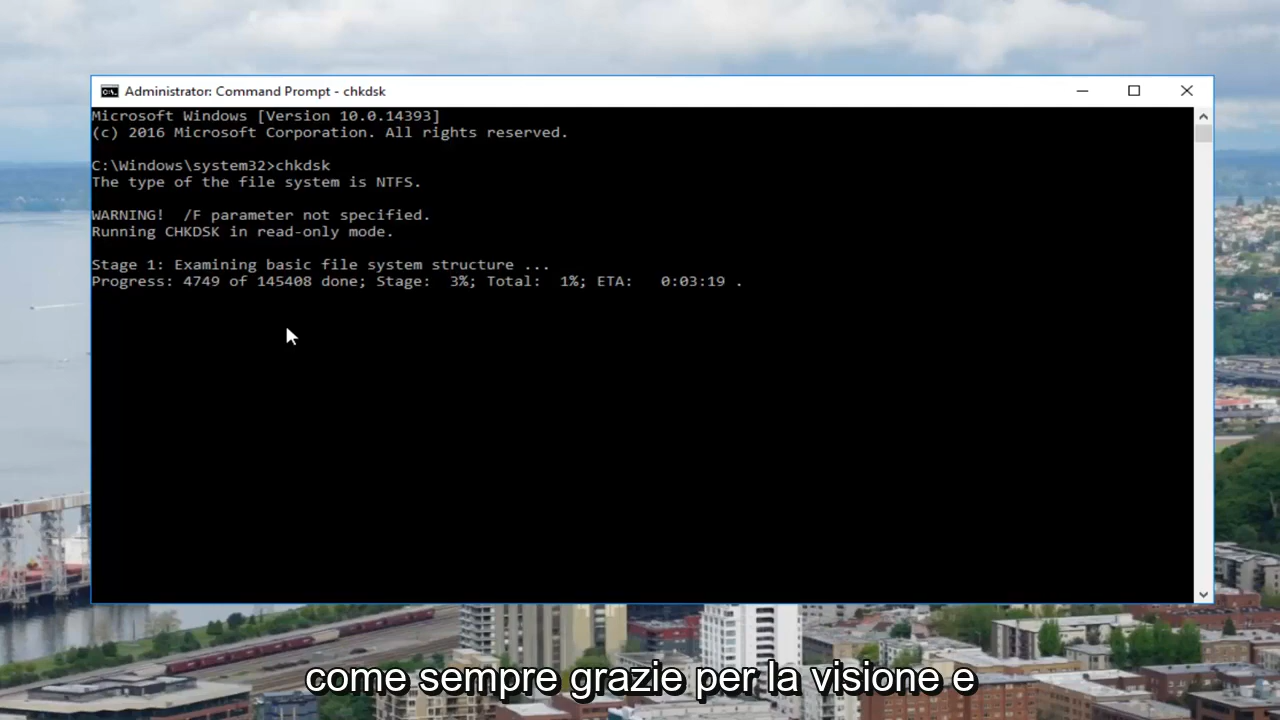 Administrator: Command Prompt - chkdsk
Microsoft Windows [Version 10.0.14393]
(c) 2016 Microsoft Corporation. All rights reserved.
C:\Windows\system32>chkdsk
The type of the file system is NTFS.
WARNING!  /F parameter not specified.
Running CHKDSK in read-only mode.
Stage 1: Examining basic file system structure ...
Progress: 4749 of 145408 done; Stage:  3%; Total:  1%; ETA:   0:03:19 .
come sempre grazie per la visione e